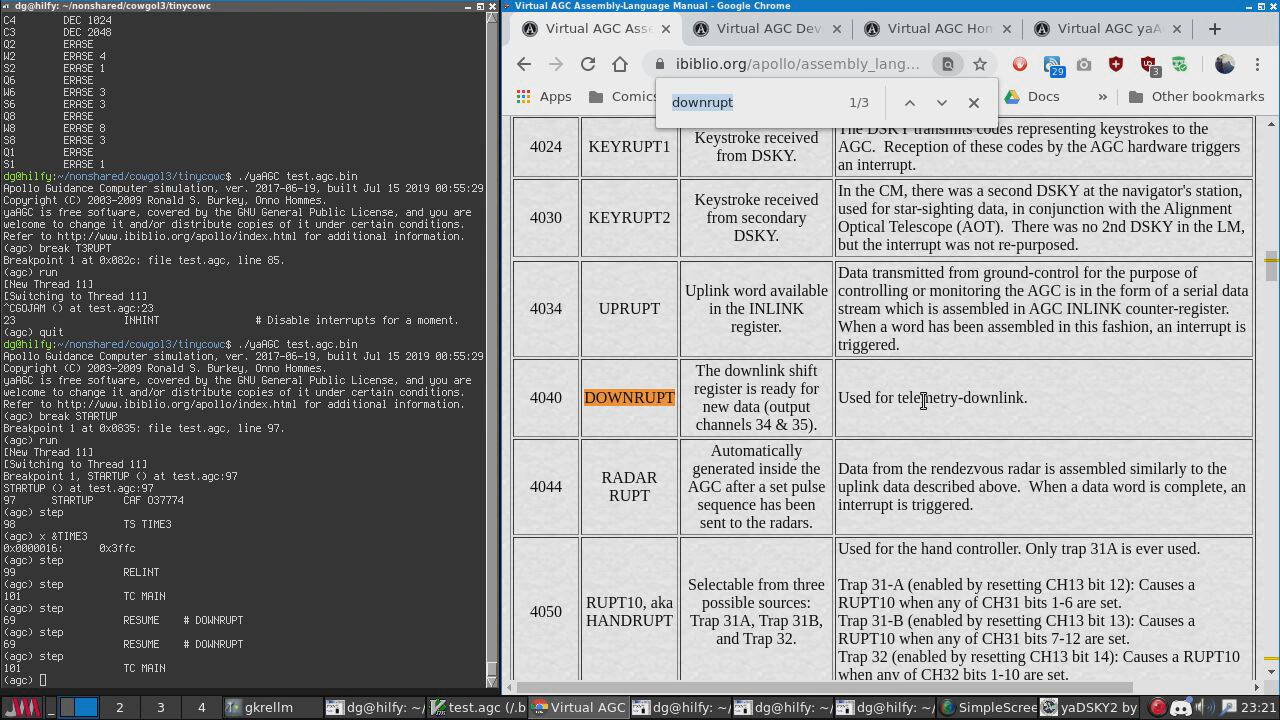 dg@hilfy: ~/nonshared/cowgol3/tinycowc
C4 DEC 1024
C3 DEC 2048
Q2 ERASE
W2 ERASE 4
S2 ERASE 1
Q6 ERASE
W6 ERASE 3
S6 ERASE 3
Q8 ERASE
W8 ERASE 8
S8 ERASE 3
Q1 ERASE
S1 ERASE 1
dg@hilfy:~/nonshared/cowgol3/tinycowc$ ./yaAGC test.agc.bin
Apollo Guidance Computer simulation, ver. 2017-06-19, built Jul 15 2019 00:55:29
Copyright (C) 2003-2009 Ronald S. Burkey, Onno Hommes.
yaAGC is free software, covered by the GNU General Public License, and you are
welcome to change it and/or distribute copies of it under certain conditions.
Refer to http://www.ibiblio.org/apollo/index.html for additional information.
(agc) break T3RUPT
Breakpoint 1 at 0x082c: file test.agc, line 85.
(agc) run
[New Thread 11]
[Switching to Thread 11]
^CGOJAM () at test.agc:23
23 INHINT # Disable interrupts for a moment.
(agc) quit
dg@hilfy:~/nonshared/cowgol3/tinycowc$ ./yaAGC test.agc.bin
Apollo Guidance Computer simulation, ver. 2017-06-19, built Jul 15 2019 00:55:29
Copyright (C) 2003-2009 Ronald S. Burkey, Onno Hommes.
yaAGC is free software, covered by the GNU General Public License, and you are
welcome to change it and/or distribute copies of it under certain conditions.
Refer to http://www.ibiblio.org/apollo/index.html for additional information.
(agc) break STARTUP
Breakpoint 1 at 0x0835: file test.agc, line 97.
(agc) run
[New Thread 11]
[Switching to Thread 11]
Breakpoint 1, STARTUP () at test.agc:97
STARTUP () at test.agc:97
97 STARTUP CAF O37774
(agc) step
98 TS TIME3
(agc) x &TIME3
0x0000016: 0x3ffc
(agc) step
99 RELINT
(agc) step
101 TC MAIN
(agc) step
69 RESUME # DOWNRUPT
(agc) step
69 RESUME # DOWNRUPT
(agc) step
101 TC MAIN
(agc)
Virtual AGC Assembly-Language Manual - Google Chrome
Virtual AGC Asse
Virtual AGC Dev
Virtual AGC Hon
Virtual AGC yaA
ibiblio.org/apollo/assembly_lang...
29
3
Apps
Comics
Docs
»
Other bookmarks
downrupt
1/3
4024
KEYRUPT1
Keystroke received
from DSKY.
The DSKY transmits codes representing keystrokes to the
AGC. Reception of these codes by the AGC hardware triggers
an interrupt.
4030
KEYRUPT2
Keystroke received
from secondary
DSKY.
In the CM, there was a second DSKY at the navigator's station,
used for star-sighting data, in conjunction with the Alignment
Optical Telescope (AOT). There was no 2nd DSKY in the LM,
but the interrupt was not re-purposed.
4034
UPRUPT
Uplink word available
in the INLINK
register.
Data transmitted from ground-control for the purpose of
controlling or monitoring the AGC is in the form of a serial data
stream which is assembled in AGC INLINK counter-register.
When a word has been assembled in this fashion, an interrupt is
triggered.
4040
DOWNRUPT
The downlink shift
register is ready for
new data (output
channels 34 & 35).
Used for telemetry-downlink.
4044
RADAR
RUPT
Automatically
generated inside the
AGC after a set pulse
sequence has been
sent to the radars.
Data from the rendezvous radar is assembled similarly to the
uplink data described above. When a data word is complete, an
interrupt is triggered.
4050
RUPT10, aka
HANDRUPT
Selectable from three
possible sources:
Trap 31A, Trap 31B,
and Trap 32.
Used for the hand controller. Only trap 31A is ever used.
Trap 31-A (enabled by resetting CH13 bit 12): Causes a
RUPT10 when any of CH31 bits 1-6 are set.
Trap 31-B (enabled by resetting CH13 bit 13): Causes a
RUPT10 when any of CH31 bits 7-12 are set.
Trap 32 (enabled by resetting CH13 bit 14): Causes a RUPT10
when any of CH32 bits 1-10 are set.
2
3
4
gkrellm
dg@hilfy: ~/
test.agc (/.b
Virtual AGC
dg@hilfy: ~/
dg@hilfy: ~/
dg@hilfy: ~/
SimpleScree
yaDSKY2 by
23:21